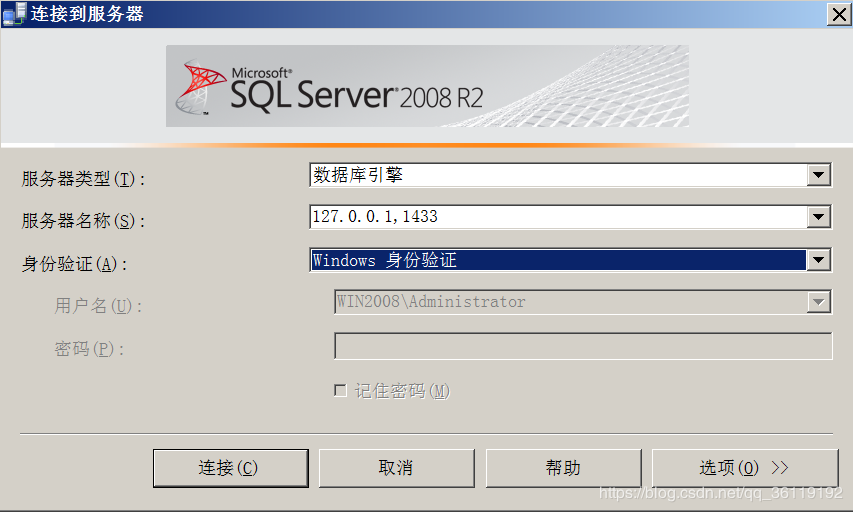 连接到服务器
Microsoft®
SQL Server® 2008 R2
服务器类型(T):
数据库引擎
服务器名称(S):
127.0.0.1,1433
身份验证(A):
Windows 身份验证
用户名(U):
WIN2008\Administrator
密码(P):
记住密码(M)
连接(C) 取消 帮助 选项(O) >>
https://blog.csdn.net/qq_36119192